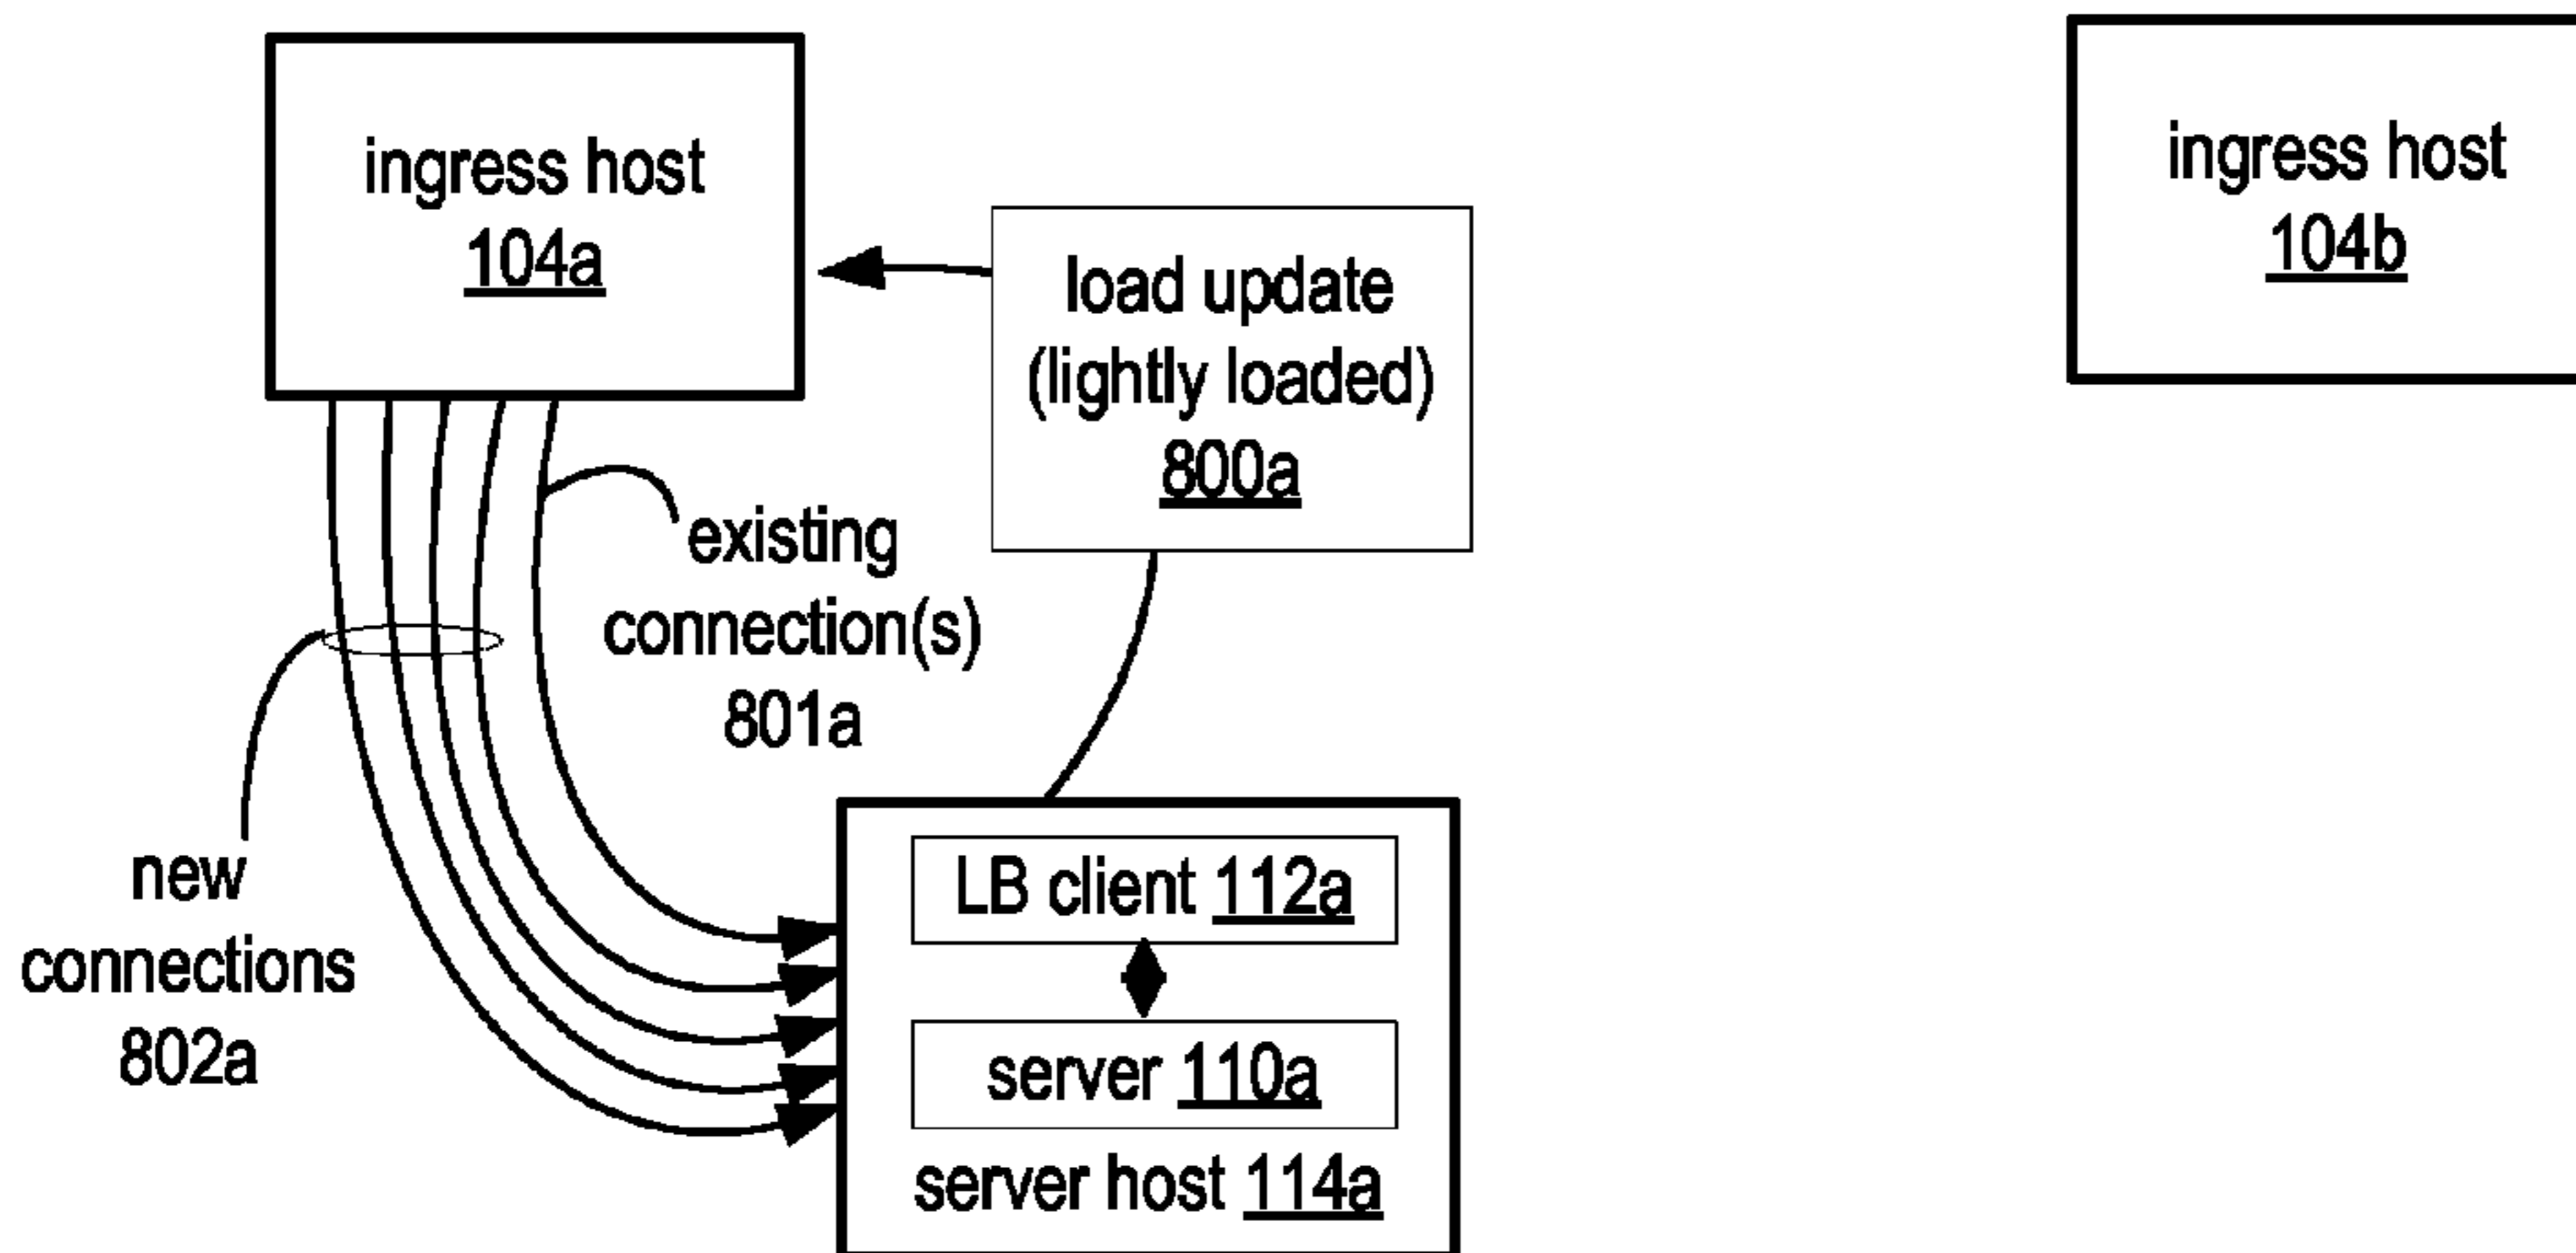 ingress host
104a
ingress host
104b
load update
(lightly loaded)
800a
existing
connection(s)
801a
new
connections
802a
LB client 112a
server 110a
server host 114a